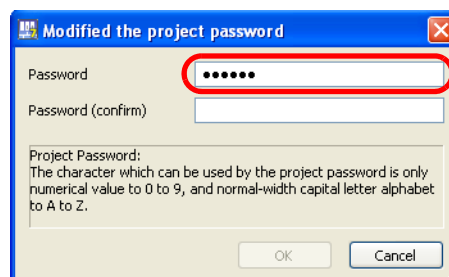 Modified the project password
Password
●●●●●●
Password (confirm)
Project Password:
The character which can be used by the project password is only
numerical value to 0 to 9, and normal-width capital letter alphabet
to A to Z.
OK
Cancel